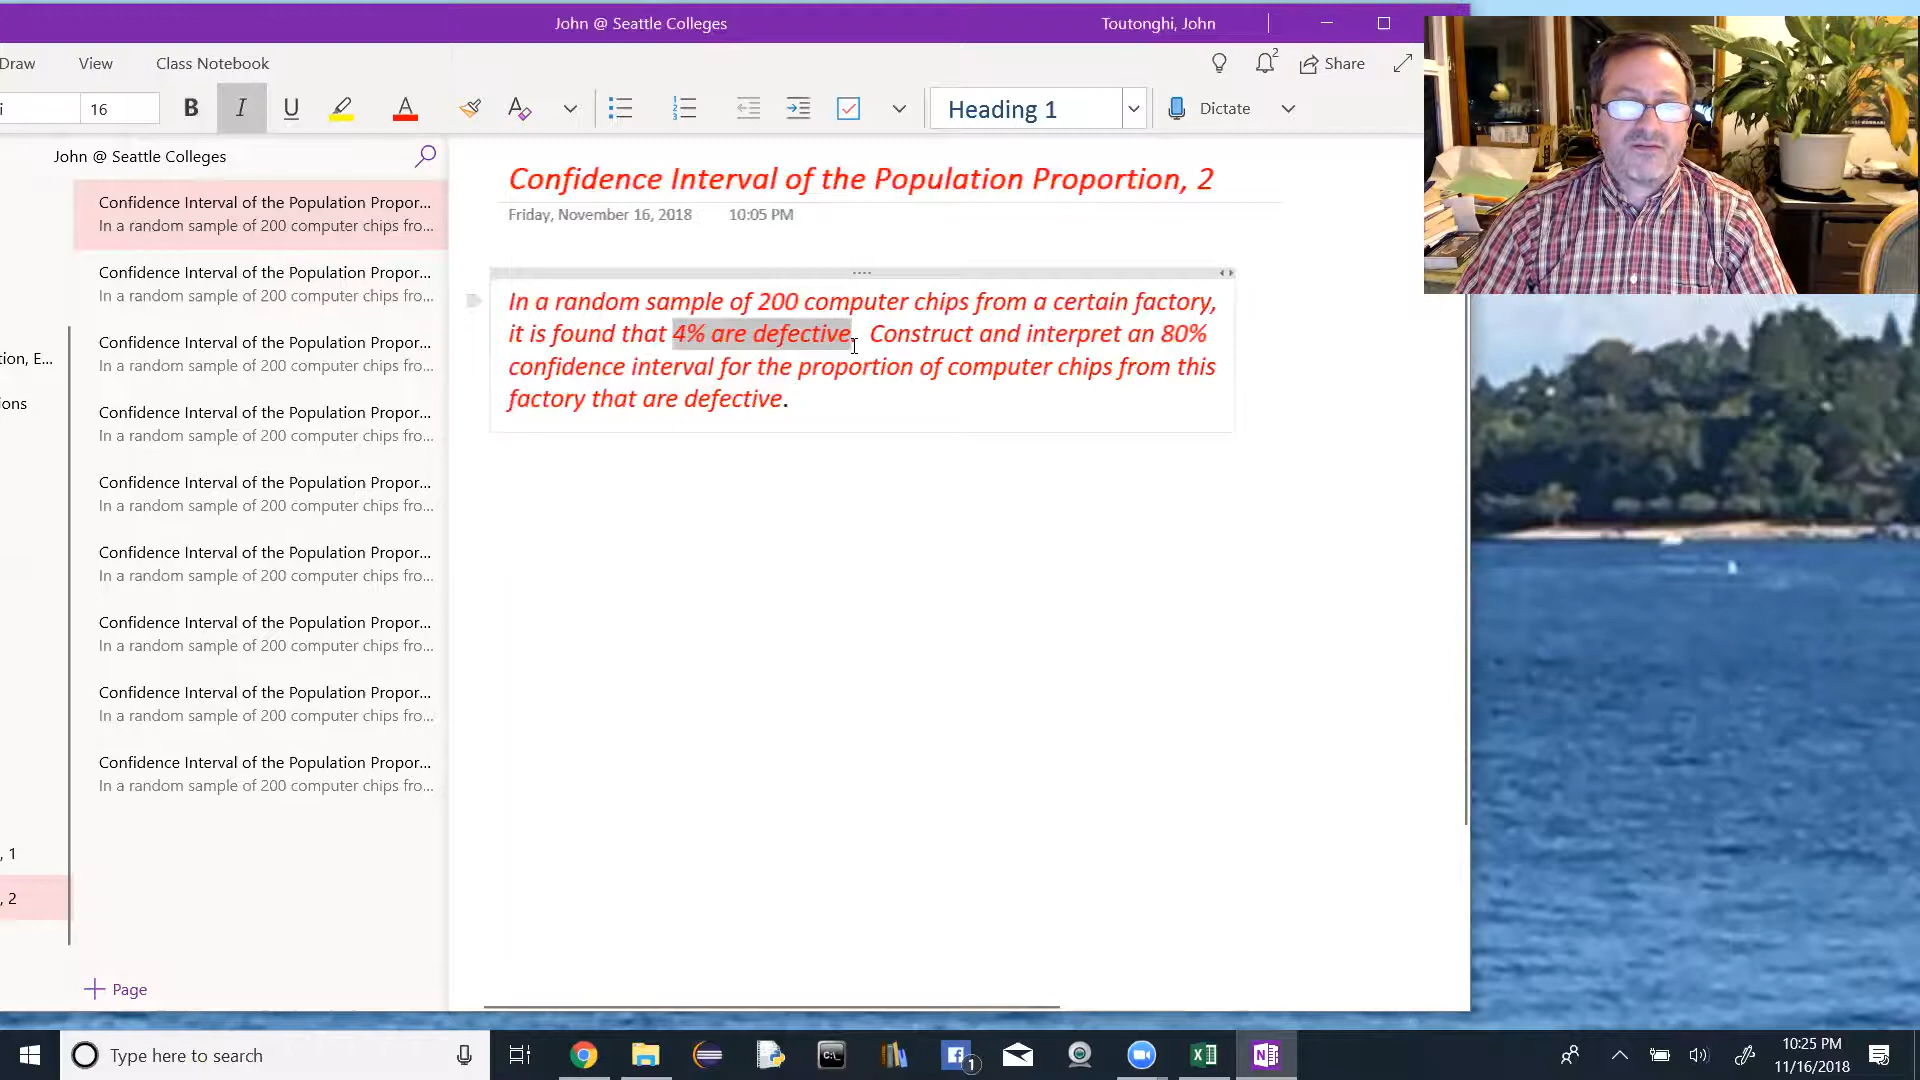 John @ Seattle Colleges
Toutonghi, John
Draw
View
Class Notebook
2
Share
i
16
B
I
U
A
A
Heading 1
Dictate
John @ Seattle Colleges
Confidence Interval of the Population Propor...
In a random sample of 200 computer chips fro...
Confidence Interval of the Population Propor...
In a random sample of 200 computer chips fro...
Confidence Interval of the Population Propor...
In a random sample of 200 computer chips fro...
Confidence Interval of the Population Propor...
In a random sample of 200 computer chips fro...
Confidence Interval of the Population Propor...
In a random sample of 200 computer chips fro...
Confidence Interval of the Population Propor...
In a random sample of 200 computer chips fro...
Confidence Interval of the Population Propor...
In a random sample of 200 computer chips fro...
Confidence Interval of the Population Propor...
In a random sample of 200 computer chips fro...
Confidence Interval of the Population Propor...
In a random sample of 200 computer chips fro...
tion, E...
ions
, 1
, 2
Page
Confidence Interval of the Population Proportion, 2
Friday, November 16, 2018 10:05 PM
In a random sample of 200 computer chips from a certain factory,
it is found that 4% are defective. Construct and interpret an 80%
confidence interval for the proportion of computer chips from this
factory that are defective.
Type here to search
1
10:25 PM
11/16/2018